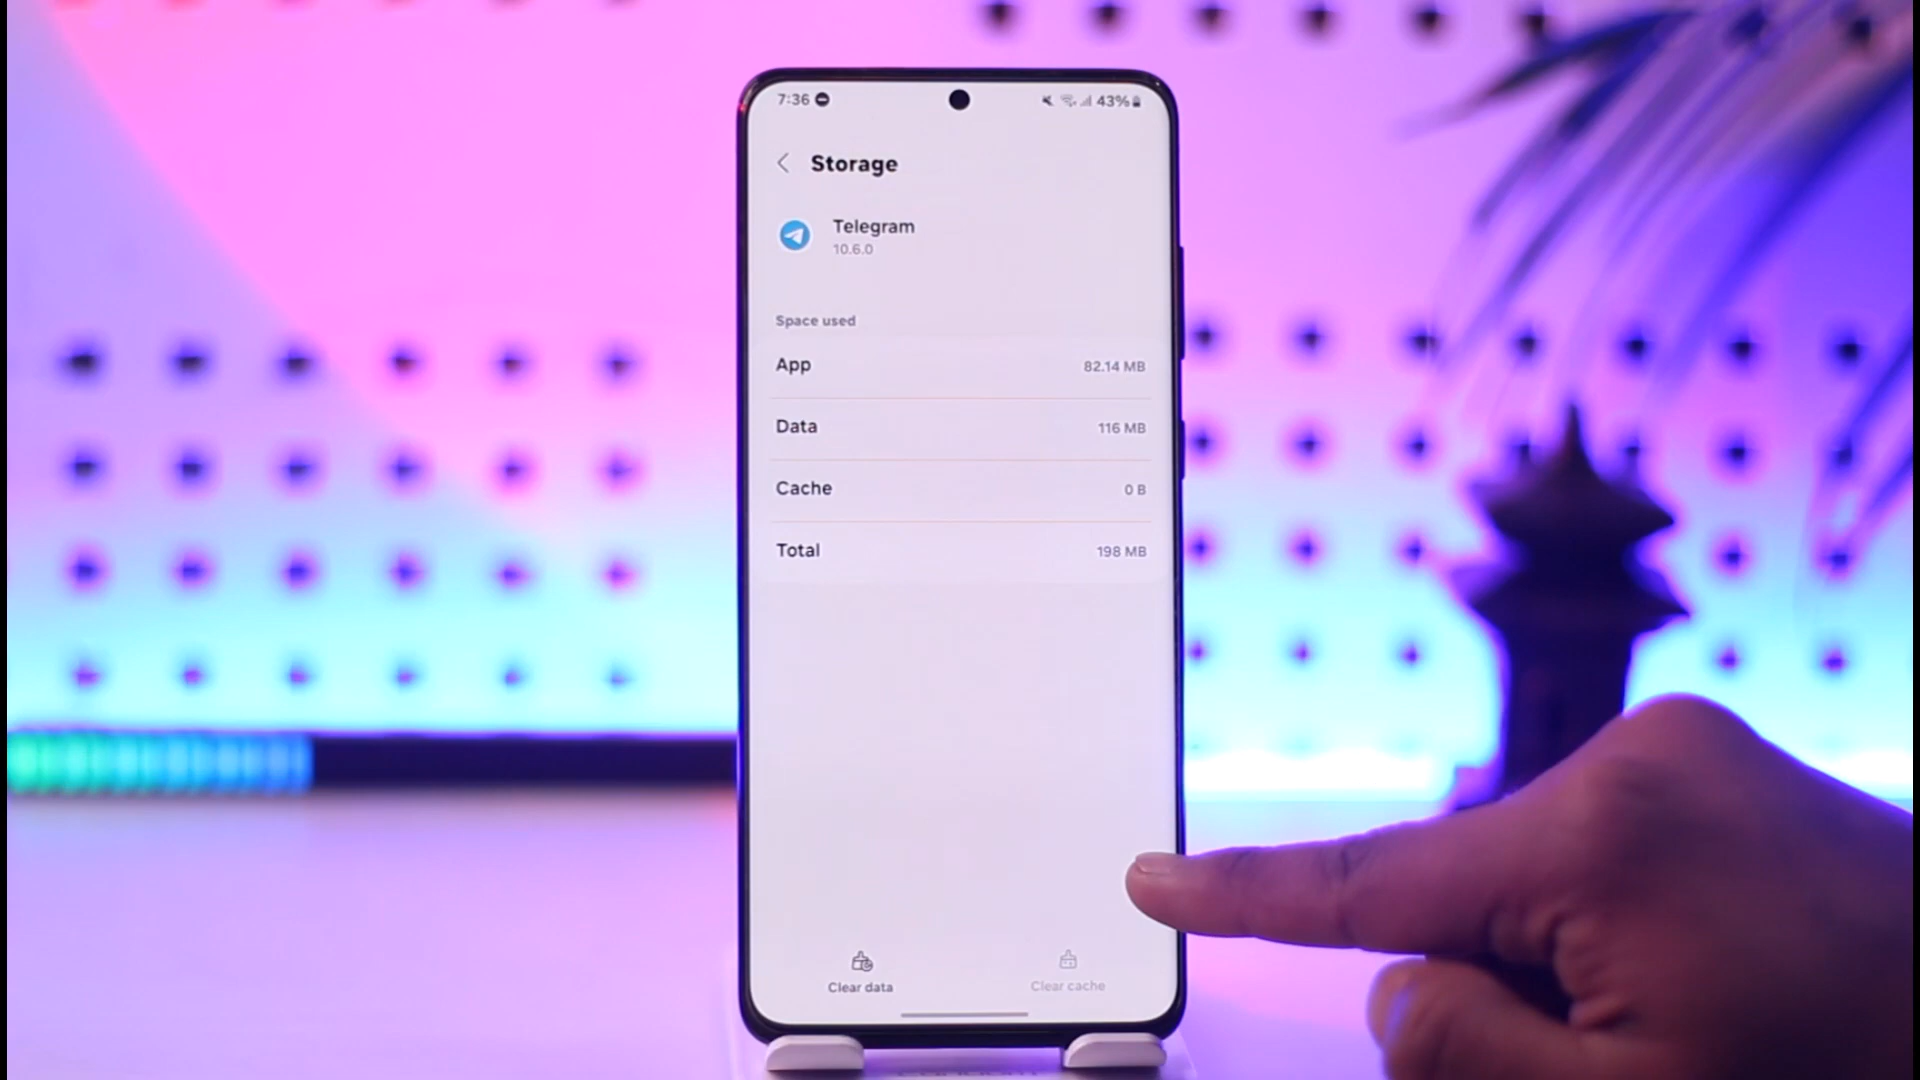 7:36 43%
Storage
Telegram
10.6.0
Space used
App 82.14 MB
Data 116 MB
Cache 0 B
Total 198 MB
Clear data Clear cache